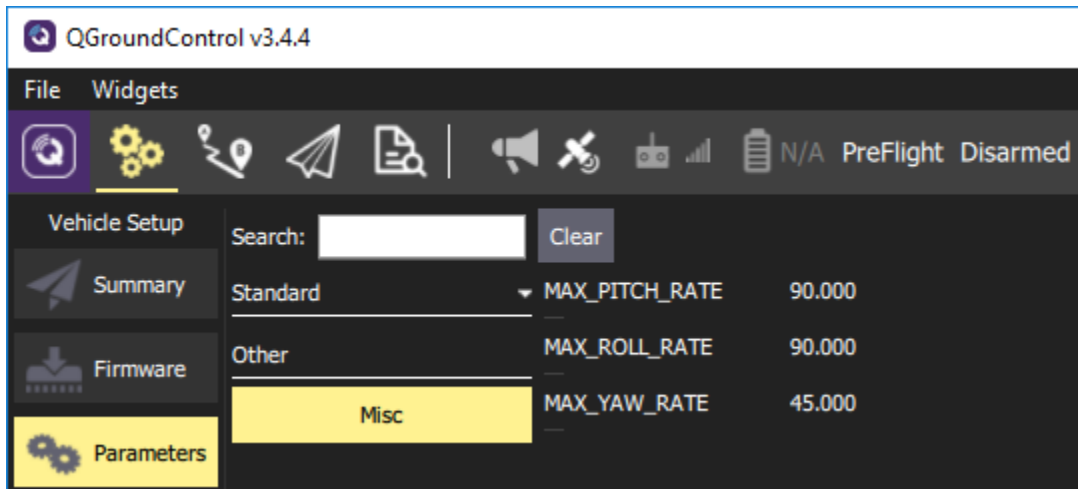 QGroundControl v3.4.4
File Widgets
N/A PreFlight Disarmed
Vehicle Setup
Summary
Firmware
Parameters
Search: Clear
Standard
Other
Misc
MAX_PITCH_RATE 90.000
MAX_ROLL_RATE 90.000
MAX_YAW_RATE 45.000